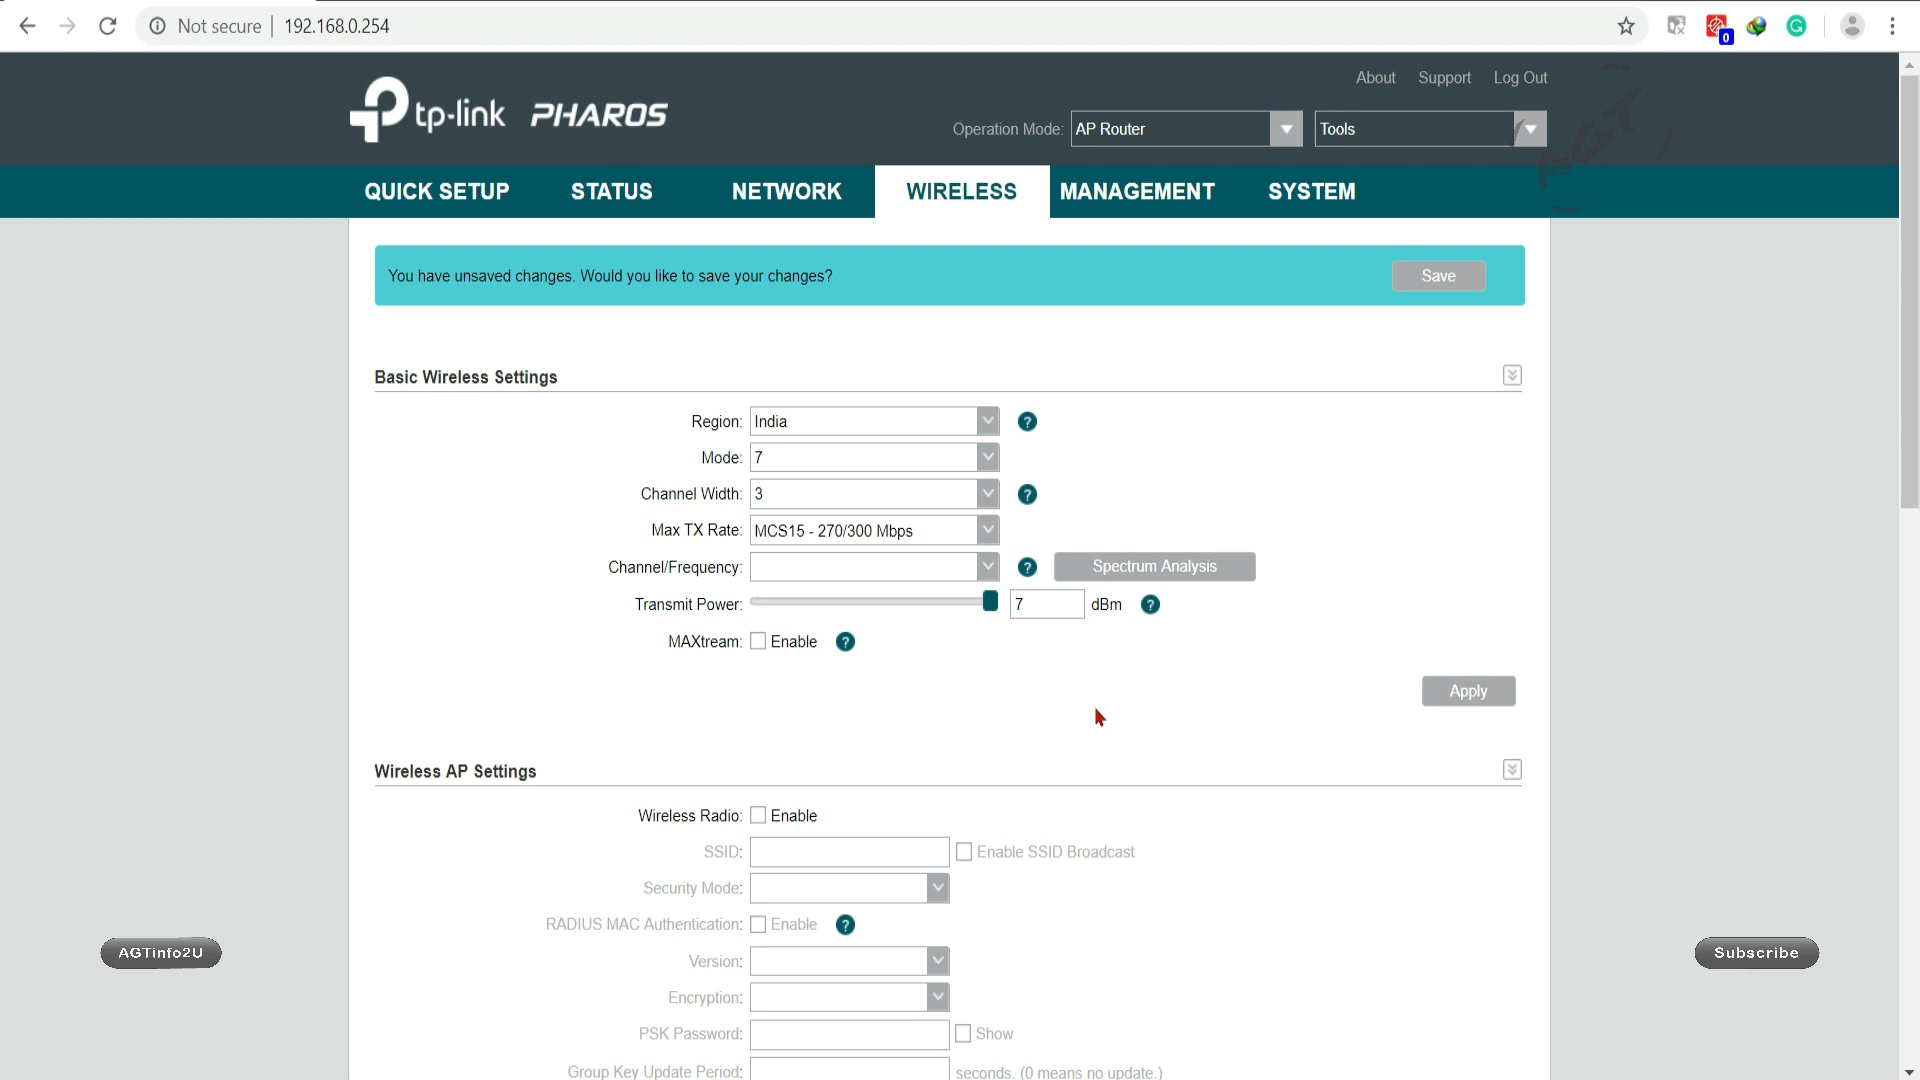 Not secure 192.168.0.254
0
G
About Support Log Out
tp-link PHAROS
Operation Mode: AP Router Tools
AGT
QUICK SETUP STATUS NETWORK WIRELESS MANAGEMENT SYSTEM
You have unsaved changes. Would you like to save your changes? Save
Basic Wireless Settings
Region: India ?
Mode: 7
Channel Width: 3 ?
Max TX Rate: MCS15 - 270/300 Mbps
Channel/Frequency: ? Spectrum Analysis
Transmit Power: 7 dBm ?
MAXtream: Enable ?
Apply
Wireless AP Settings
Wireless Radio: Enable
SSID: Enable SSID Broadcast
Security Mode:
RADIUS MAC Authentication: Enable ?
AGTinfo2U Subscribe
Version:
Encryption:
PSK Password: Show
Group Key Update Period: seconds. (0 means no update.)